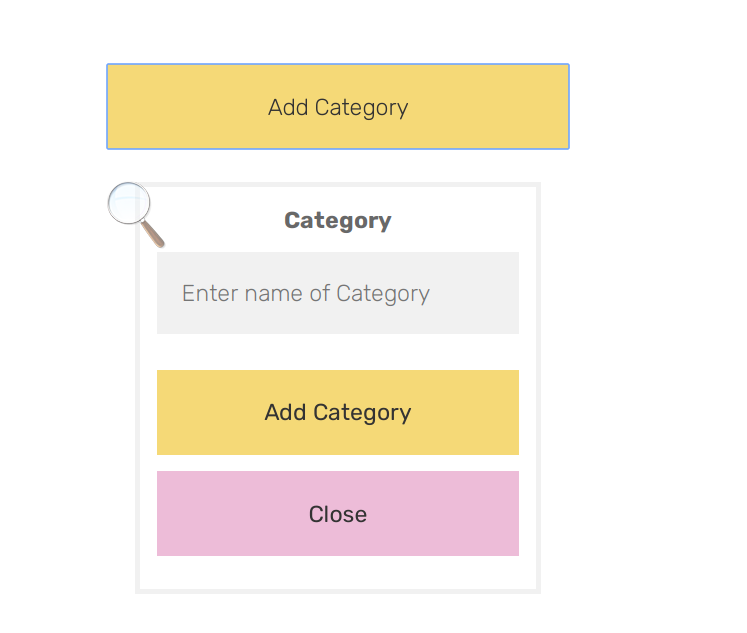 Add Category
Category
Enter name of Category
Add Category
Close